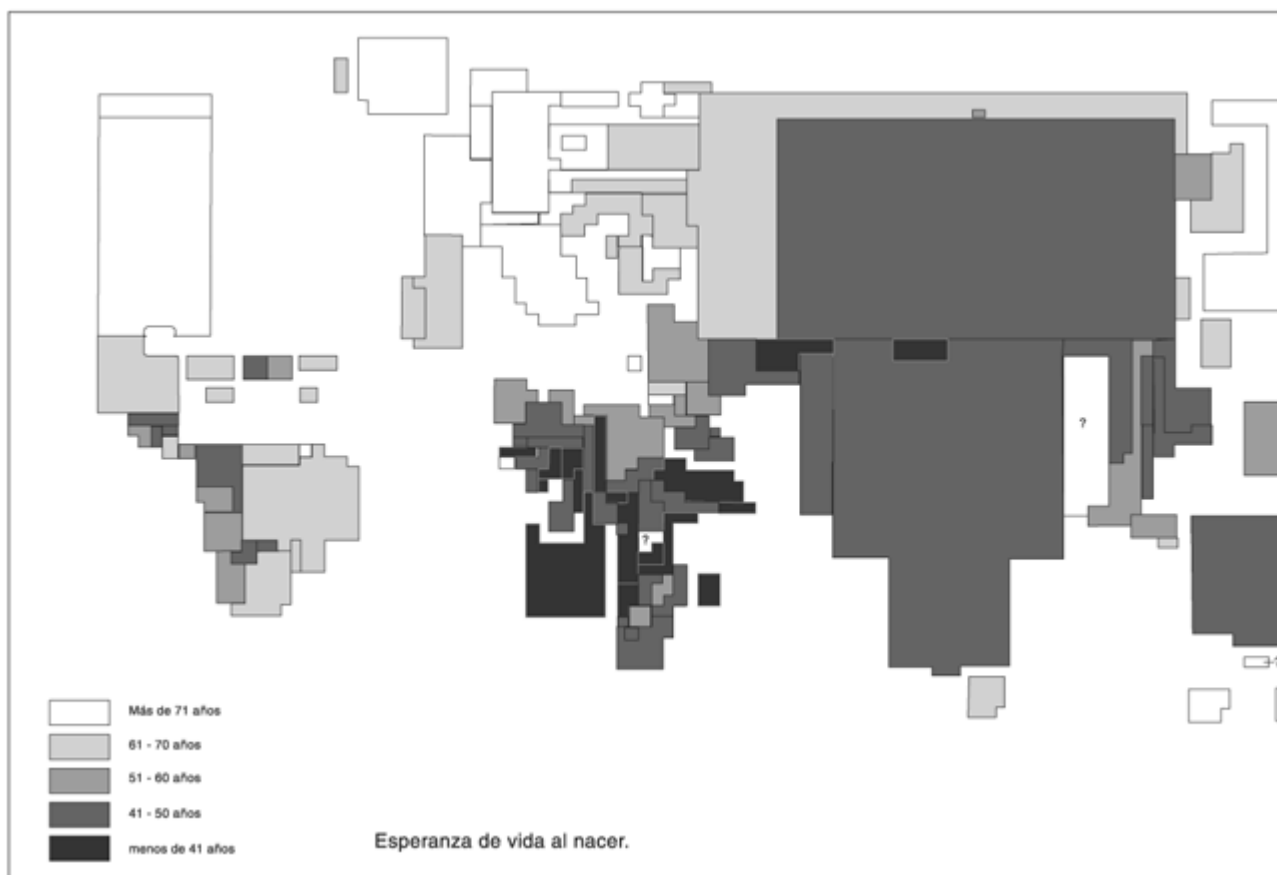 ?
?
?
Más de 71 años
61 - 70 años
51 - 60 años
41 - 50 años
menos de 41 años
Esperanza de vida al nacer.